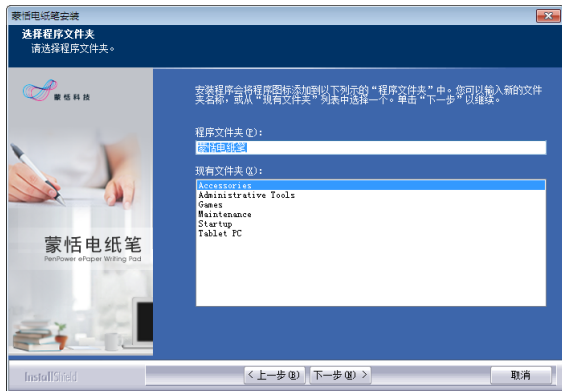 蒙恬电纸笔安装
选择程序文件夹
请选择程序文件夹。
蒙恬科技
安装程序会将程序图标添加到以下列示的“程序文件夹”中。您可以输入新的文件
夹名称，或从“现有文件夹”列表中选择一个。单击“下一步”以继续。
程序文件夹(P):
蒙恬电纸笔
现有文件夹(X):
Accessories
Administrative Tools
Games
Maintenance
Startup
Tablet PC
蒙恬电纸笔
PenPower ePaper Writing Pad
InstallShield
< 上一步(B)
下一步(N) >
取消